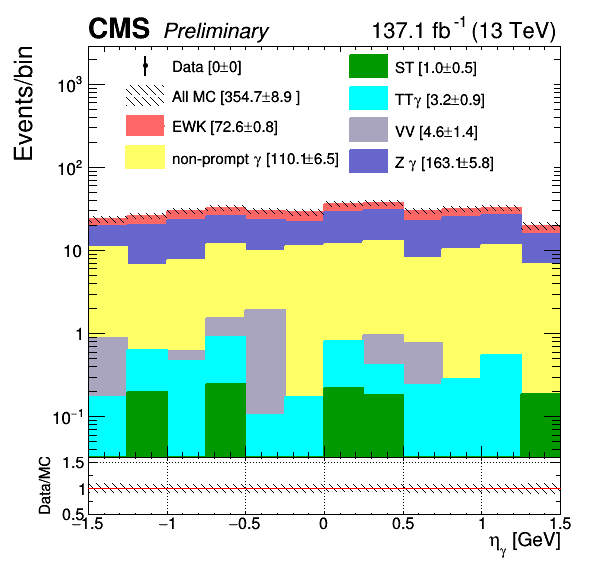 CMS Preliminary 137.1 fb⁻¹ (13 TeV)
Events/bin
Data [0±0]
All MC [354.7±8.9 ]
EWK [72.6±0.8]
non-prompt γ [110.1±6.5]
ST [1.0±0.5]
TTγ [3.2±0.9]
VV [4.6±1.4]
Z γ [163.1±5.8]
10³
10²
10
1
10⁻¹
Data/MC
1.5
1
0.5
−1.5 −1 −0.5 0 0.5 1 1.5
η_γ [GeV]